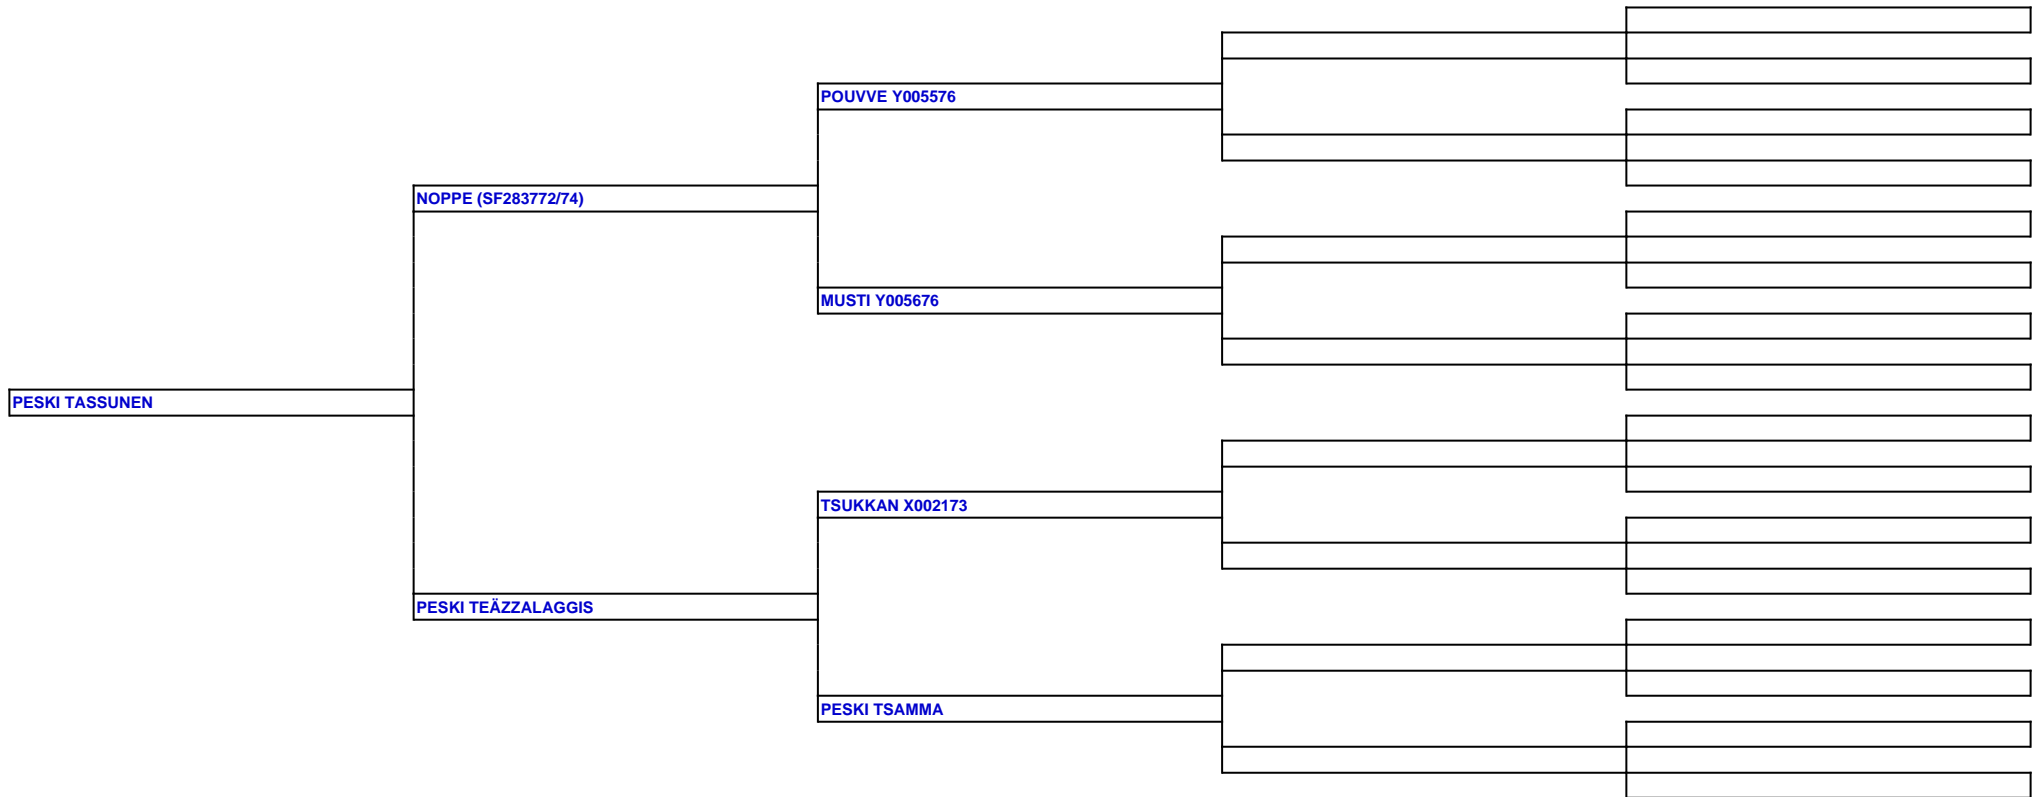 POUVVE Y005576
NOPPE (SF283772/74)
MUSTI Y005676
PESKI TASSUNEN
TSUKKAN X002173
PESKI TEÄZZALAGGIS
PESKI TSAMMA